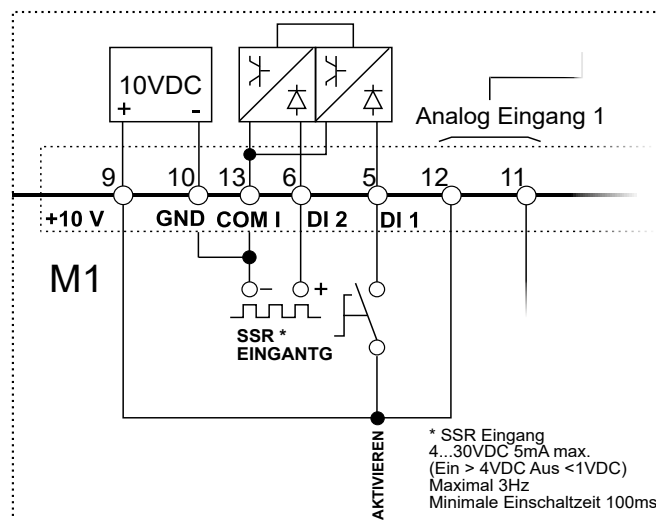 10VDC
+ -
Analog Eingang 1
9 10 13 6 5 12 11
+10 V GND COM I DI 2 DI 1
M1
- +
SSR *
EINGANTG
AKTIVIEREN
* SSR Eingang
4...30VDC 5mA max.
(Ein > 4VDC Aus <1VDC)
Maximal 3Hz
Minimale Einschaltzeit 100ms